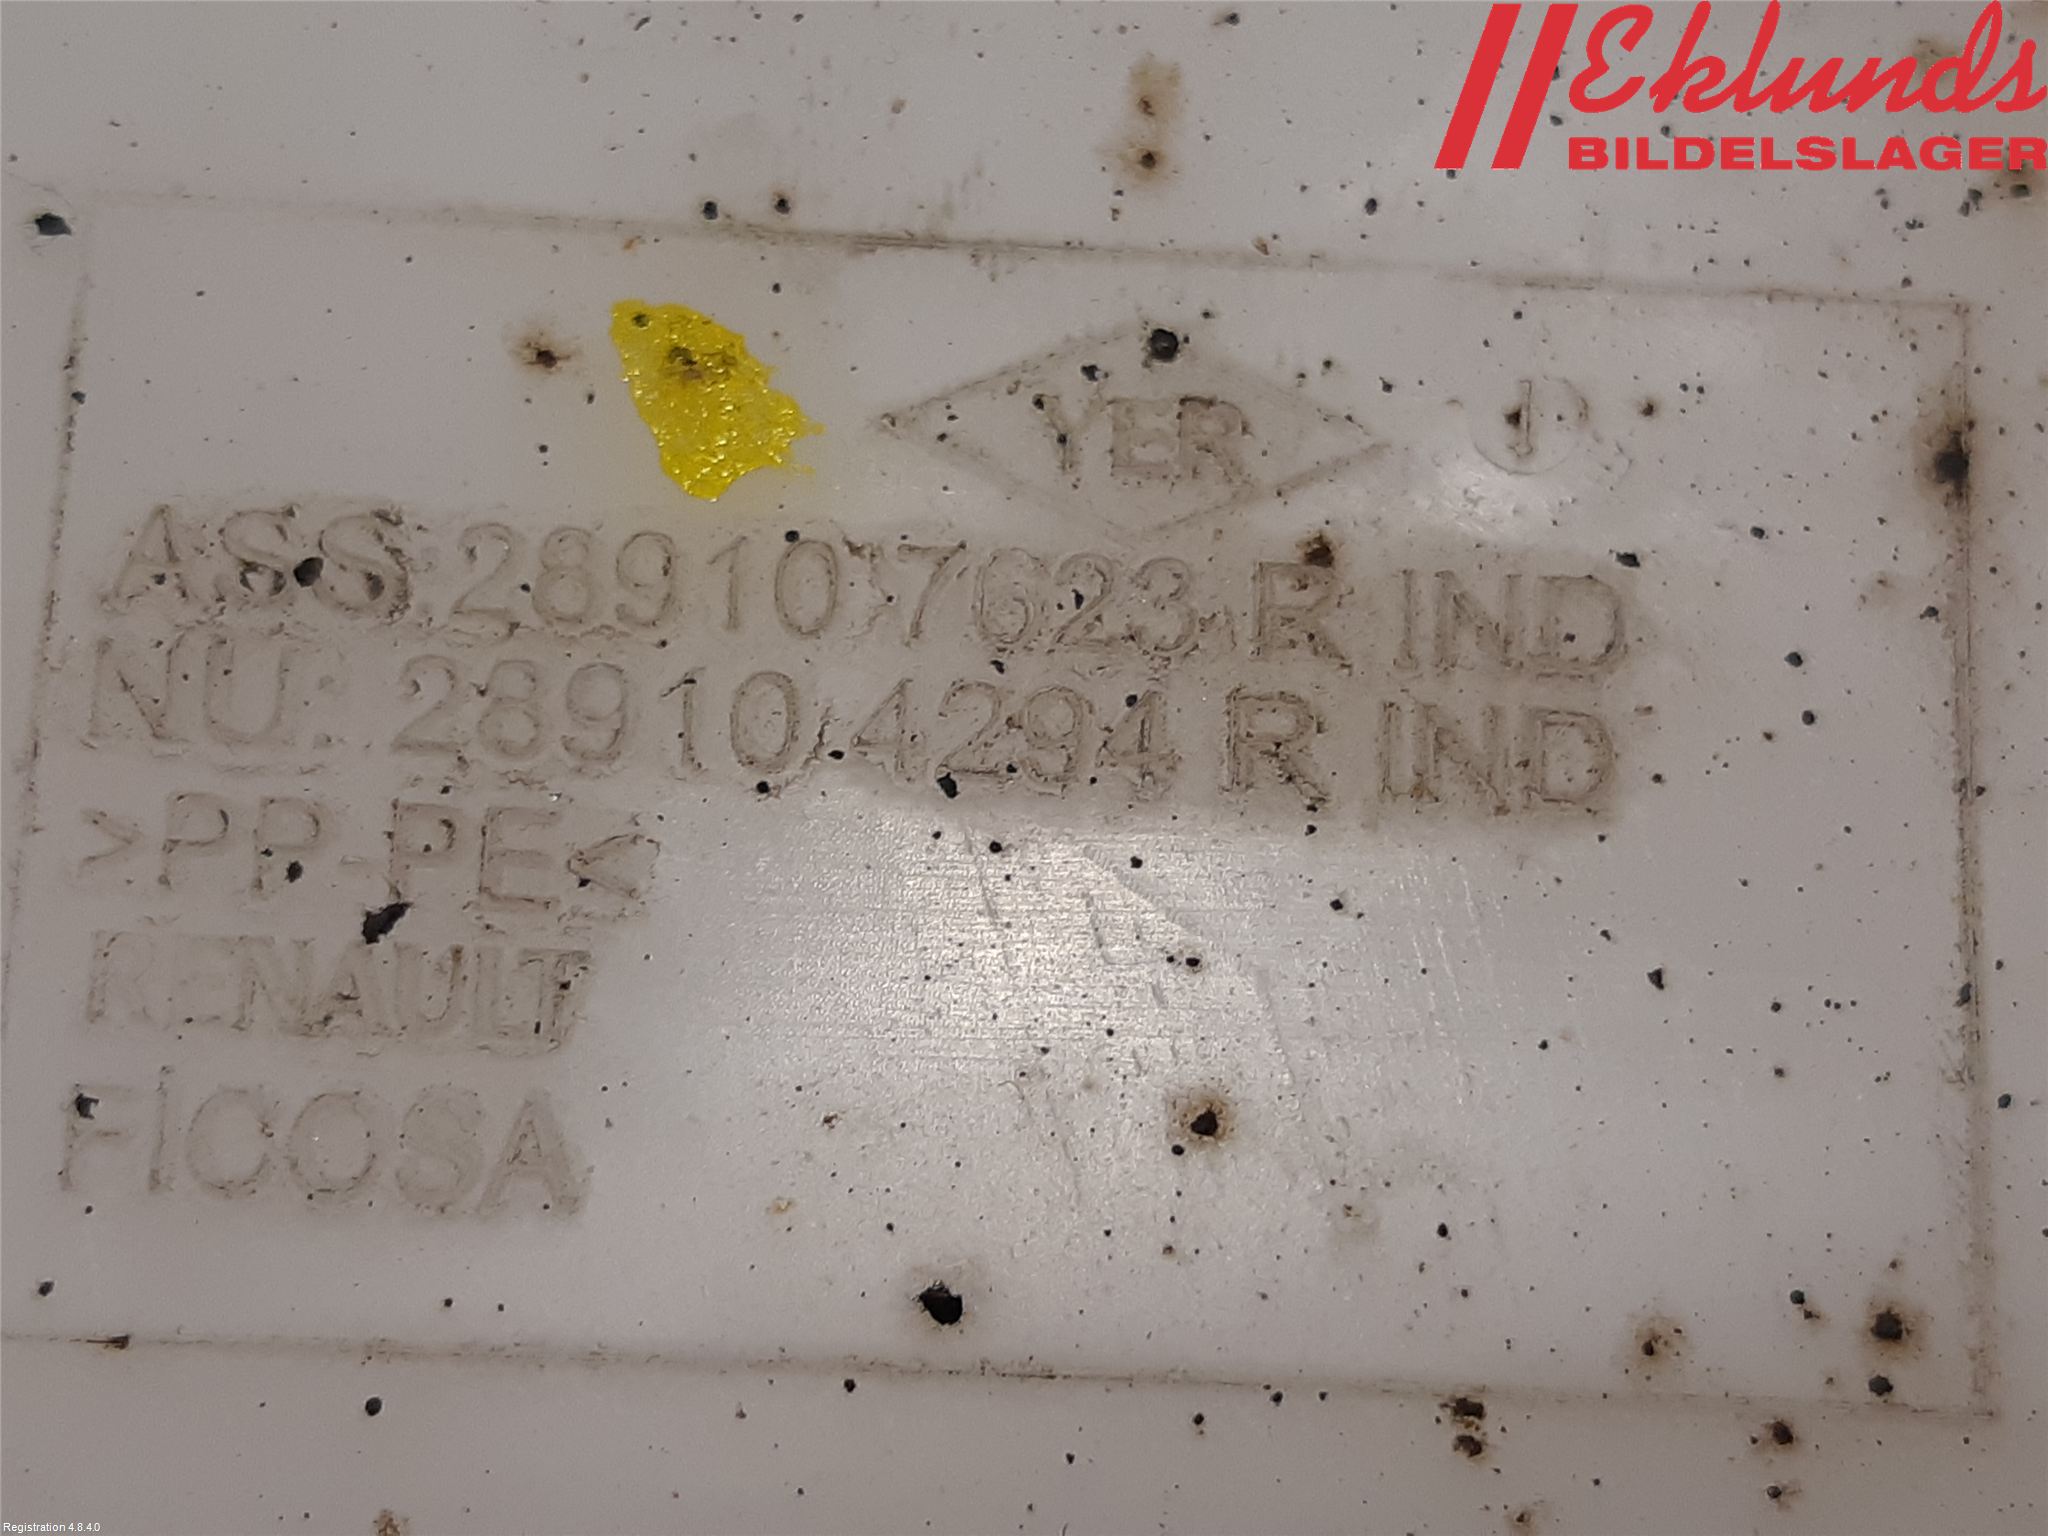 Eklunds
BILDELSLAGER
YER
ASS.289107623 R IND
NU: 289104294 R IND
>PP-PE<
RENAULT
FICOSA
Registration 4.8.4.0